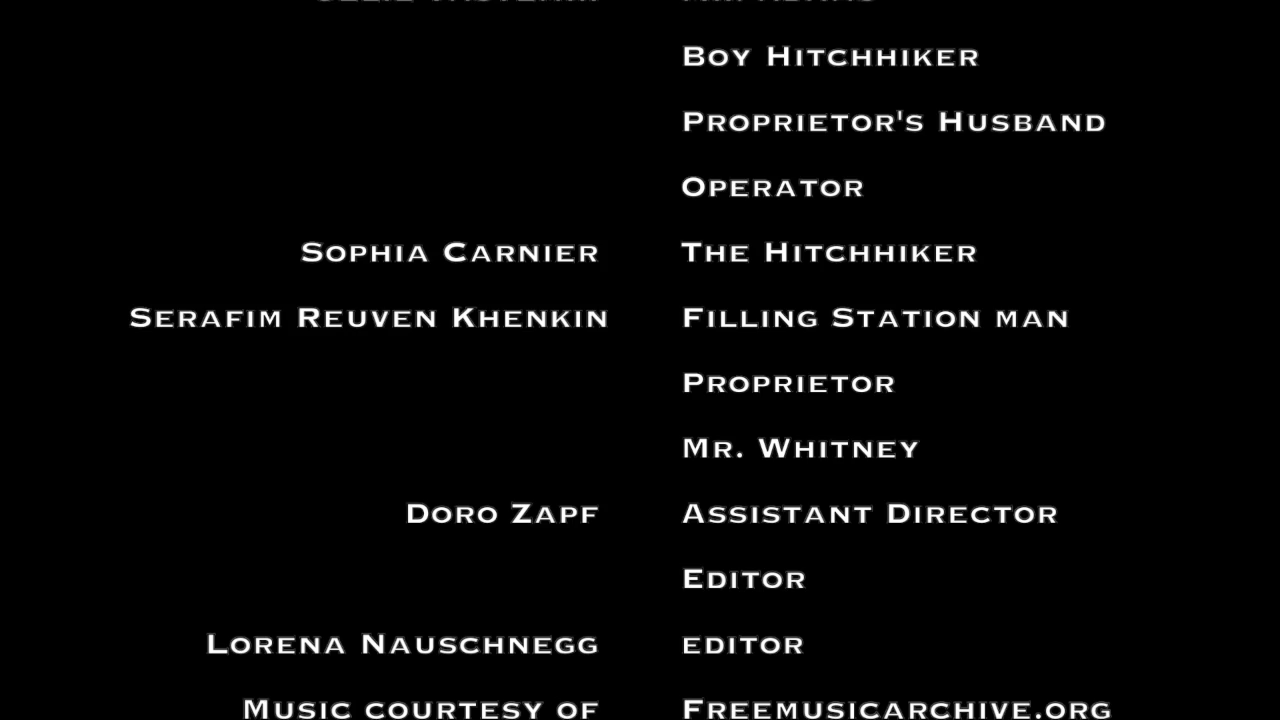 Boy Hitchhiker
Proprietor's Husband
Operator
Sophia Carnier The Hitchhiker
Serafim Reuven Khenkin Filling Station man
Proprietor
Mr. Whitney
Doro Zapf Assistant Director
Editor
Lorena Nauschnegg editor
Music courtesy of Freemusicarchive.org